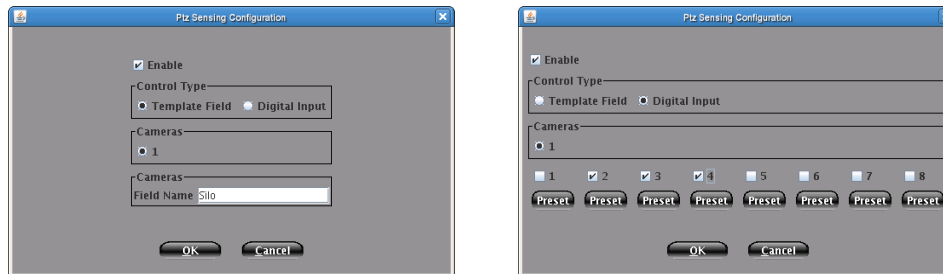 Ptz Sensing Configuration
Enable
Control Type
Template Field Digital Input
Cameras
1
Cameras
Field Name Silo
OK Cancel
Ptz Sensing Configuration
Enable
Control Type
Template Field Digital Input
Cameras
1
1 2 3 4 5 6 7 8
Preset Preset Preset Preset Preset Preset Preset Preset
OK Cancel